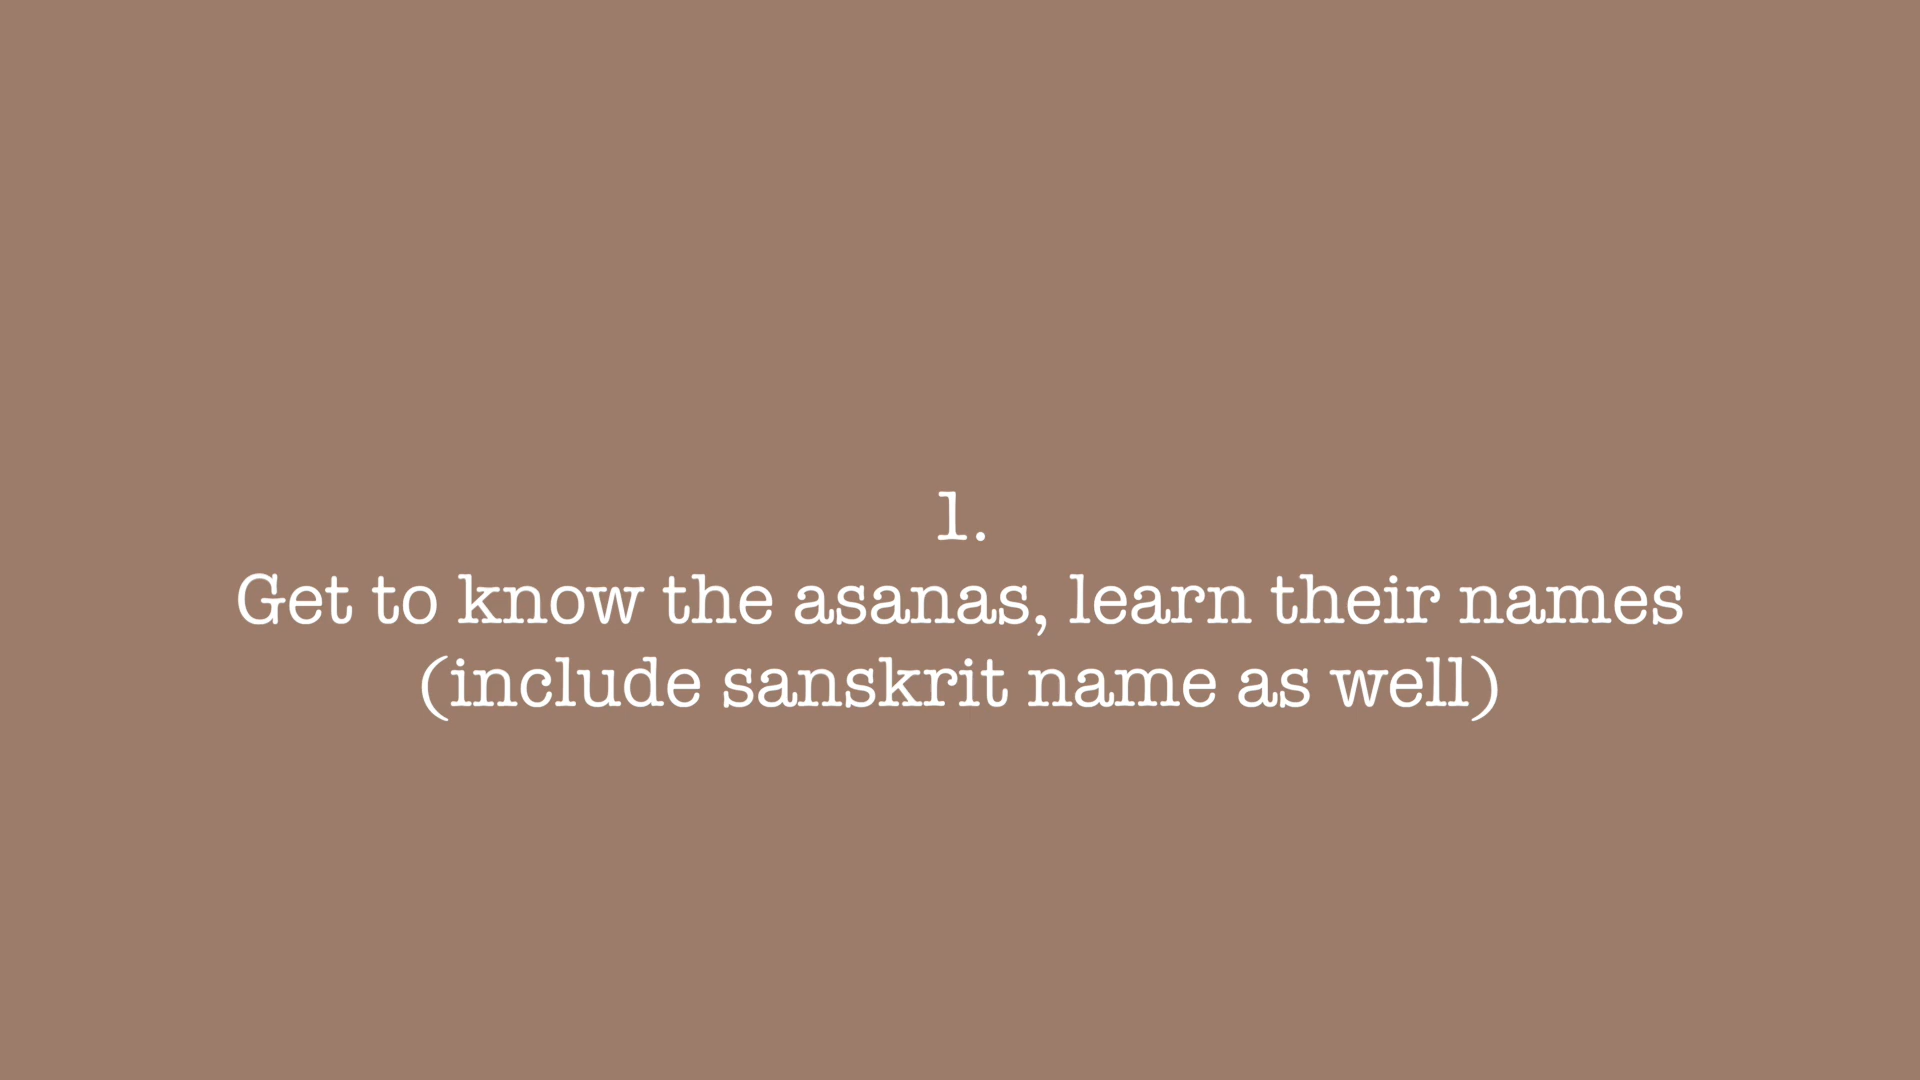 1.
Get to know the asanas, learn their names
(include sanskrit name as well)